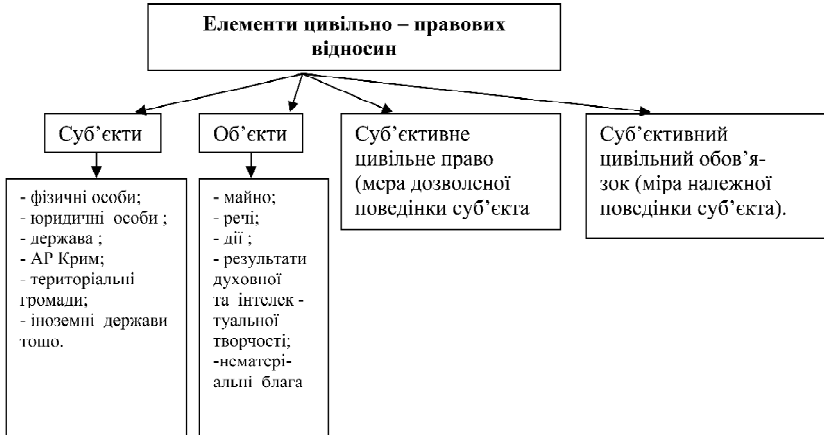 Елементи цивільно – правових
відносин
Суб’єкти
Об’єкти
Суб’єктивне
цивільне право
(мера дозволеної
поведінки суб’єкта
Суб’єктивний
цивільний обов’я-
зок (міра належної
поведінки суб’єкта).
- фізичні особи;
- юридичні особи ;
- держава ;
- АР Крим;
- територіальні
громади;
- іноземні держави
тощо.
- майно;
- речі;
- дії ;
- результати
духовної
та інтелек -
туальної
творчості;
-нематері-
альні блага